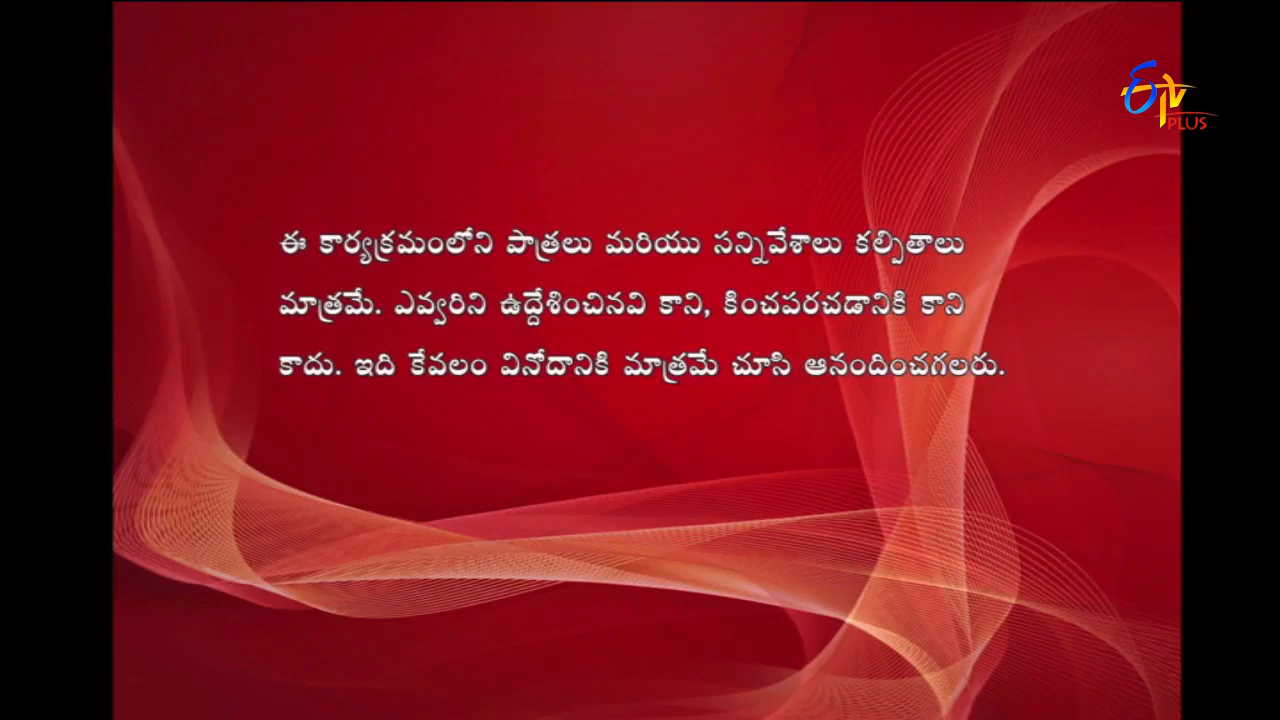 ETV
PLUS
ఈ కార్యక్రమంలోని పాత్రలు మరియు సన్నివేశాలు కల్పితాలు
మాత్రమే. ఎవ్వరిని ఉద్దేశించినవి కాని, కించపరచడానికి కాని
కాదు. ఇది కేవలం వినోదానికి మాత్రమే చూసి ఆనందించగలరు.